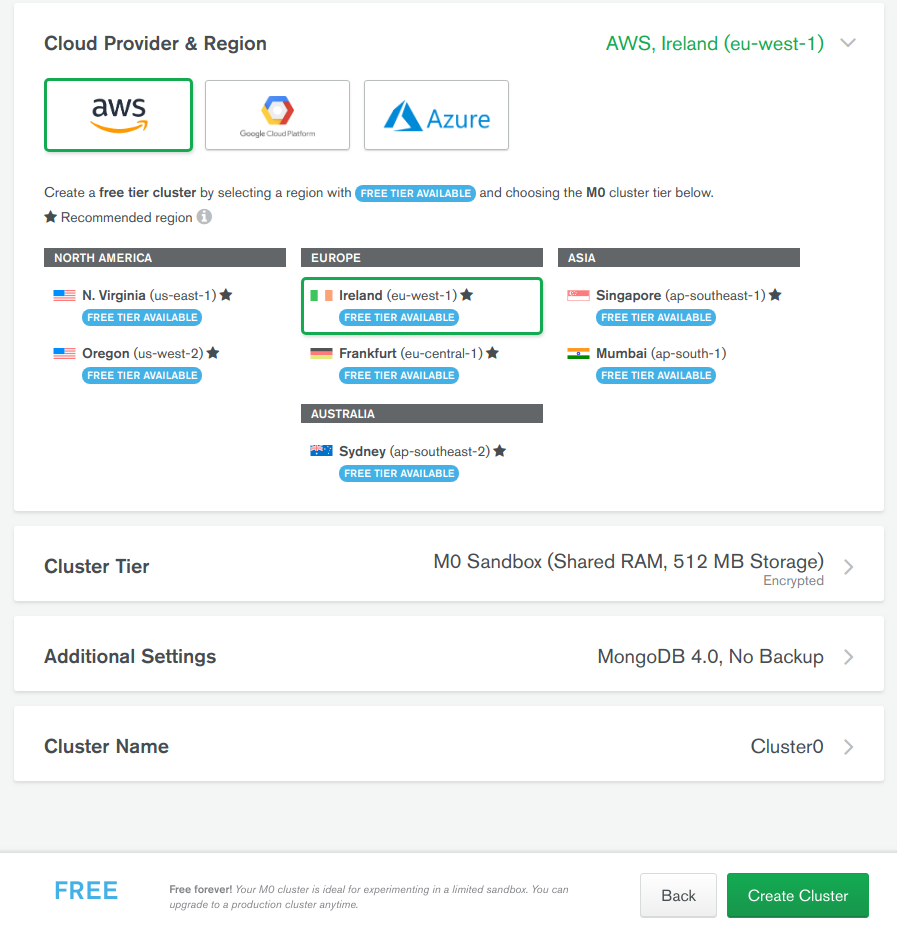 Cloud Provider & Region
AWS, Ireland (eu-west-1)
aws
Google Cloud Platform
Azure
Create a free tier cluster by selecting a region with FREE TIER AVAILABLE and choosing the M0 cluster tier below.
★ Recommended region i
NORTH AMERICA
N. Virginia (us-east-1) ★
FREE TIER AVAILABLE
Oregon (us-west-2) ★
FREE TIER AVAILABLE
EUROPE
Ireland (eu-west-1) ★
FREE TIER AVAILABLE
Frankfurt (eu-central-1) ★
FREE TIER AVAILABLE
AUSTRALIA
Sydney (ap-southeast-2) ★
FREE TIER AVAILABLE
ASIA
Singapore (ap-southeast-1) ★
FREE TIER AVAILABLE
Mumbai (ap-south-1)
FREE TIER AVAILABLE
Cluster Tier
M0 Sandbox (Shared RAM, 512 MB Storage)
Encrypted
Additional Settings
MongoDB 4.0, No Backup
Cluster Name
Cluster0
FREE
Free forever! Your M0 cluster is ideal for experimenting in a limited sandbox. You can
upgrade to a production cluster anytime.
Back
Create Cluster